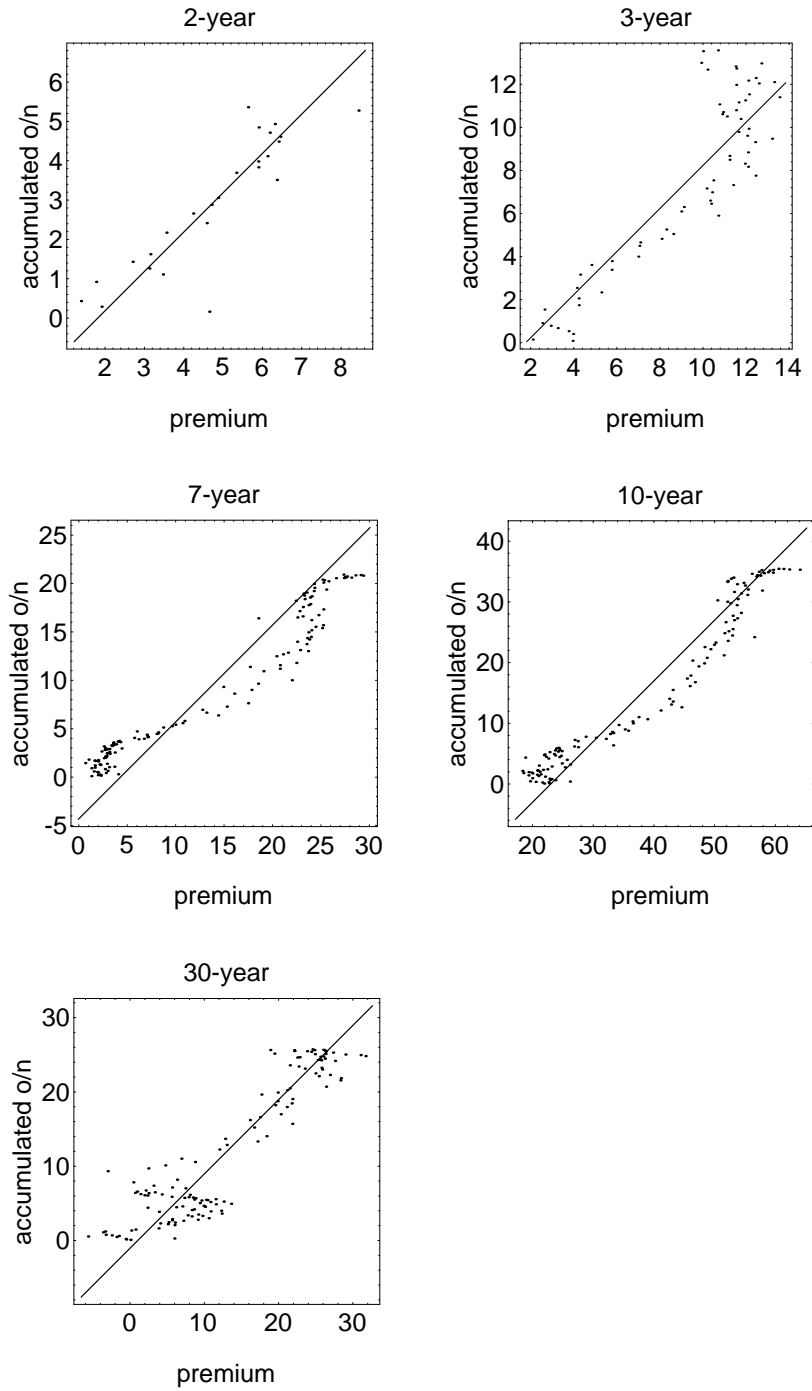 2-year
accumulated o/n
6
5
4
3
2
1
0
2 3 4 5 6 7 8
premium
3-year
accumulated o/n
12
10
8
6
4
2
0
2 4 6 8 10 12 14
premium
7-year
accumulated o/n
25
20
15
10
5
0
-5
0 5 10 15 20 25 30
premium
10-year
accumulated o/n
40
30
20
10
0
20 30 40 50 60
premium
30-year
accumulated o/n
30
20
10
0
0 10 20 30
premium